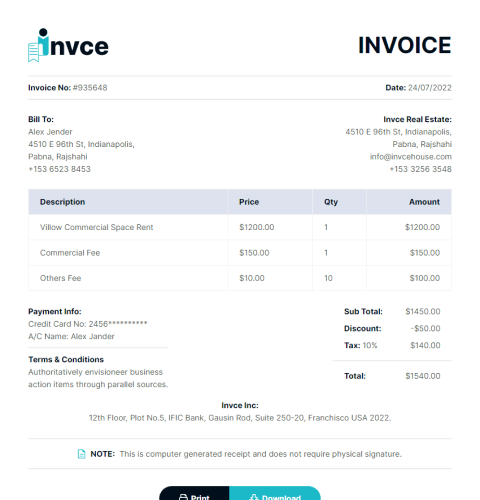 invce
INVOICE
Invoice No: #935648
Date: 24/07/2022
Bill To:
Alex Jender
4510 E 96th St, Indianapolis,
Pabna, Rajshahi
+153 6523 8453
Invce Real Estate:
4510 E 96th St, Indianapolis,
Pabna, Rajshahi
info@invcehouse.com
+153 3256 3548
Description Price Qty Amount
Villow Commercial Space Rent $1200.00 1 $1200.00
Commercial Fee $150.00 1 $150.00
Others Fee $10.00 10 $100.00
Payment Info:
Credit Card No: 2456**********
A/C Name: Alex Jander
Terms & Conditions
Authoritatively envisioneer business
action items through parallel sources.
Sub Total: $1450.00
Discount: -$50.00
Tax: 10% $140.00
Total: $1540.00
Invce Inc:
12th Floor, Plot No.5, IFIC Bank, Gausin Rod, Suite 250-20, Franchisco USA 2022.
NOTE: This is computer generated receipt and does not require physical signature.
Print Download